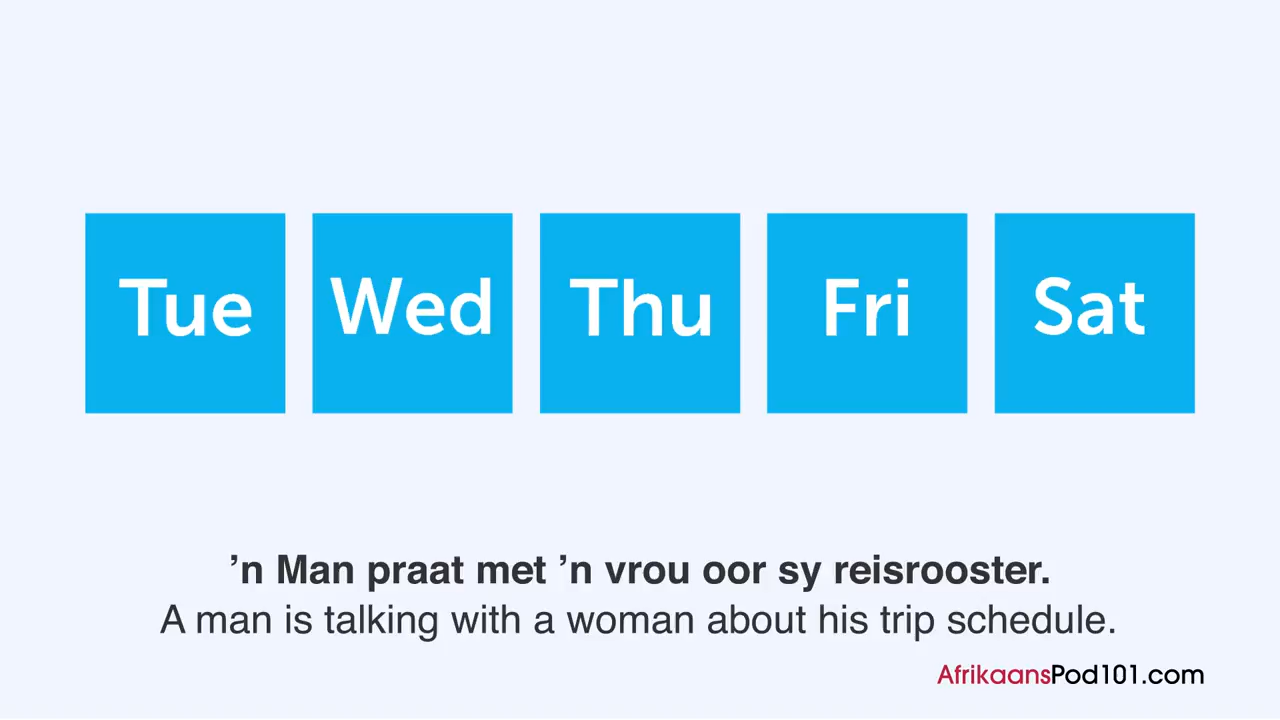 Tue Wed Thu Fri Sat
’n Man praat met ’n vrou oor sy reisrooster.
A man is talking with a woman about his trip schedule.
AfrikaansPod101.com